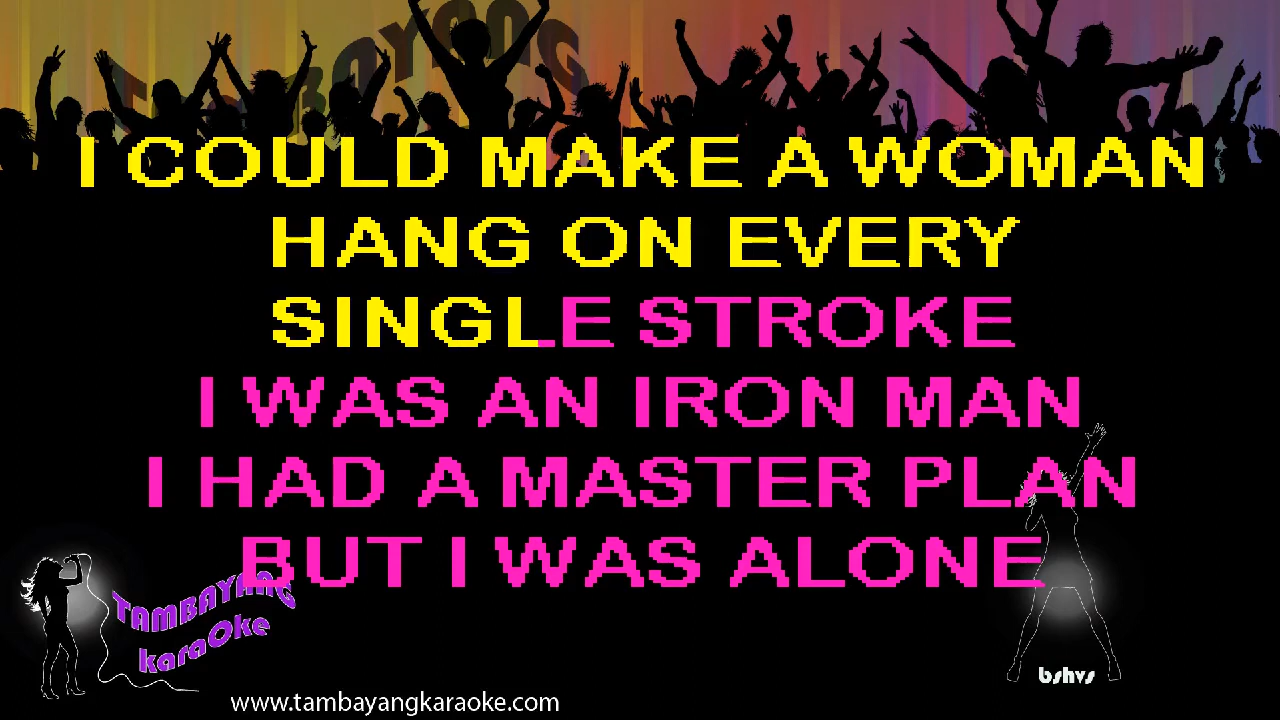 TAMBAYANG
I COULD MAKE A WOMAN
HANG ON EVERY
SINGLE STROKE
I WAS AN IRON MAN
I HAD A MASTER PLAN
BUT I WAS ALONE
TAMBAYANG
karaOke
bshvs
www.tambayangkaraoke.com